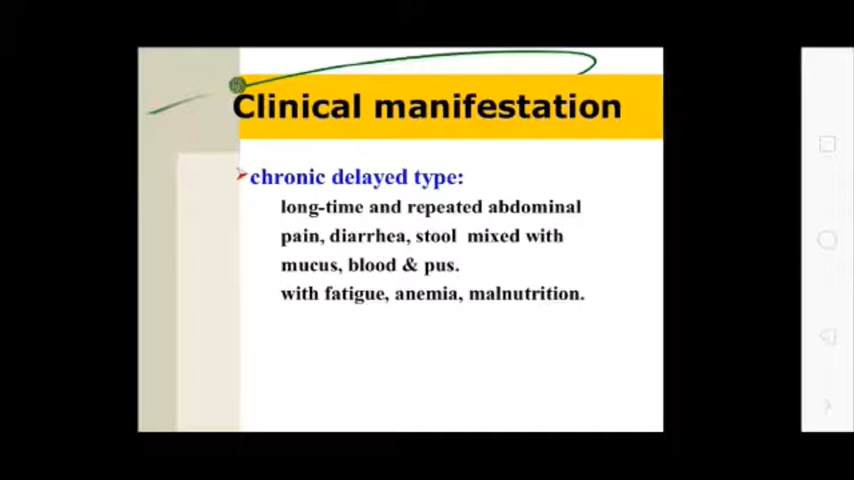 Clinical manifestation
chronic delayed type:
long-time and repeated abdominal
pain, diarrhea, stool mixed with
mucus, blood & pus.
with fatigue, anemia, malnutrition.